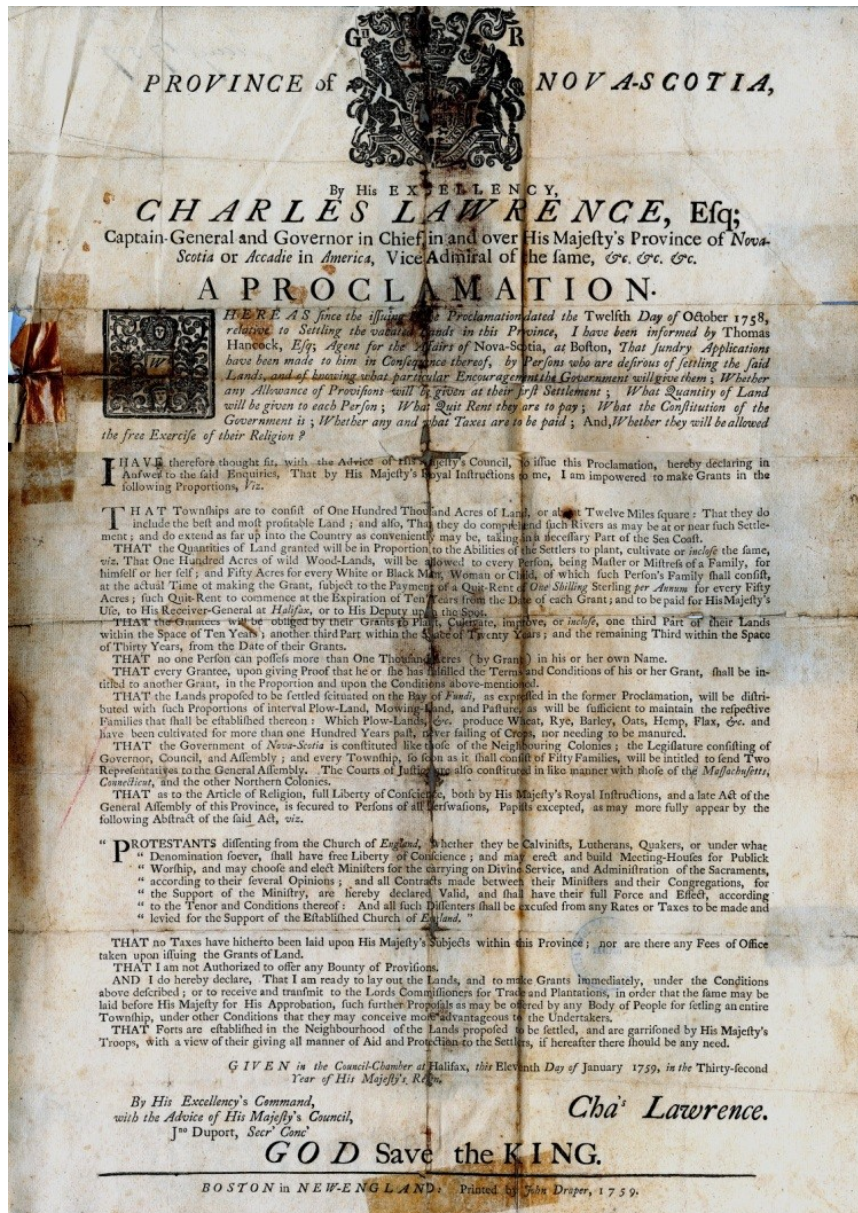 Gii R
PROVINCE of NOVA-SCOTIA,
By His EXCELLENCY,
CHARLES LAWRENCE, Eſq;
Captain-General and Governor in Chief, in and over His Majeſty's Province of Nova-
Scotia or Accadie in America, Vice Admiral of the ſame, &c. &c. &c.
A PROCLAMATION.
WHEREAS ſince the iſſuing the Proclamation dated the Twelfth Day of October 1758,
relative to Settling the vacated Lands in this Province, I have been informed by Thomas
Hancock, Eſq; Agent for the Affairs of Nova-Scotia, at Boſton, That ſundry Applications
have been made to him in Conſequence thereof, by Perſons who are deſirous of ſettling the ſaid
Lands, and of knowing what particular Encouragement the Government will give them ; Whether
any Allowance of Proviſions will be given at their firſt Settlement ; What Quantity of Land
will be given to each Perſon ; What Quit Rent they are to pay ; What the Conſtitution of the
Government is ; Whether any and what Taxes are to be paid ; And, Whether they will be allowed
the free Exerciſe of their Religion ?
I HAVE therefore thought fit, with the Advice of His Majeſty's Council, to iſſue this Proclamation, hereby declaring in
Anſwer to the ſaid Enquiries, That by His Majeſty's Royal Inſtructions to me, I am impowered to make Grants in the
following Proportions, Viz.
THAT Townſhips are to conſiſt of One Hundred Thouſand Acres of Land, or about Twelve Miles ſquare : That they do
include the beſt and moſt profitable Land ; and alſo, That they do comprehend ſuch Rivers as may be at or near ſuch Settle-
ment ; and do extend as far up into the Country as conveniently may be, taking in a neceſſary Part of the Sea Coaſt.
THAT the Quantities of Land granted will be in Proportion to the Abilities of the Settlers to plant, cultivate or incloſe the ſame,
viz. That One Hundred Acres of wild Wood-Lands, will be allowed to every Perſon, being Maſter or Miſtreſs of a Family, for
himſelf or her ſelf ; and Fifty Acres for every White or Black Man, Woman or Child, of which ſuch Perſon's Family ſhall conſiſt,
at the actual Time of making the Grant, ſubject to the Payment of a Quit-Rent of One Shilling Sterling per Annum for every Fifty
Acres ; ſuch Quit-Rent to commence at the Expiration of Ten Years from the Date of each Grant ; and to be paid for His Majeſty's
Uſe, to His Receiver-General at Halifax, or to His Deputy upon the Spot.
THAT the Grantees will be obliged by their Grants to Plant, Cultivate, improve, or incloſe, one third Part of their Lands
within the Space of Ten Years ; another third Part within the Space of Twenty Years ; and the remaining Third within the Space
of Thirty Years, from the Date of their Grants.
THAT no one Perſon can poſſeſs more than One Thouſand Acres (by Grant) in his or her own Name.
THAT every Grantee, upon giving Proof that he or ſhe has fulfilled the Terms and Conditions of his or her Grant, ſhall be in-
titled to another Grant, in the Proportion and upon the Conditions above-mentioned.
THAT the Lands propoſed to be ſettled ſcituated on the Bay of Fundi, as expreſſed in the former Proclamation, will be diſtri-
buted with ſuch Proportions of interval Plow-Land, Mowing-Land, and Paſture, as will be ſufficient to maintain the reſpective
Families that ſhall be eſtabliſhed thereon : Which Plow-Lands, &c. produce Wheat, Rye, Barley, Oats, Hemp, Flax, &c. and
have been cultivated for more than one Hundred Years paſt, never failing of Crops, nor needing to be manured.
THAT the Government of Nova-Scotia is conſtituted like thoſe of the Neighbouring Colonies ; the Legiſlature conſiſting of
Governor, Council, and Aſſembly ; and every Townſhip, ſo ſoon as it ſhall conſiſt of Fifty Families, will be intitled to ſend Two
Repreſentatives to the General Aſſembly. The Courts of Juſtice are alſo conſtituted in like manner with thoſe of the Maſſachuſetts,
Connecticut, and the other Northern Colonies.
THAT as to the Article of Religion, full Liberty of Conſcience, both by His Majeſty's Royal Inſtructions, and a late Act of the
General Aſſembly of this Province, is ſecured to Perſons of all Perſwaſions, Papiſts excepted, as may more fully appear by the
following Abſtract of the ſaid Act, viz.
" PROTESTANTS diſſenting from the Church of England, whether they be Calviniſts, Lutherans, Quakers, or under what
" Denomination ſoever, ſhall have free Liberty of Conſcience ; and may erect and build Meeting-Houſes for Publick
" Worſhip, and may chooſe and elect Miniſters for the carrying on Divine Service, and Adminiſtration of the Sacraments,
" according to their ſeveral Opinions ; and all Contracts made between their Miniſters and their Congregations, for
" the Support of the Miniſtry, are hereby declared Valid, and ſhall have their full Force and Effect, according
" to the Tenor and Conditions thereof : And all ſuch Diſſenters ſhall be excuſed from any Rates or Taxes to be made and
" levied for the Support of the Eſtabliſhed Church of England. "
THAT no Taxes have hitherto been laid upon His Majeſty's Subjects within this Province ; nor are there any Fees of Office
taken upon iſſuing the Grants of Land.
THAT I am not Authorized to offer any Bounty of Proviſions.
AND I do hereby declare, That I am ready to lay out the Lands, and to make Grants immediately, under the Conditions
above deſcribed ; or to receive and tranſmit to the Lords Commiſſioners for Trade and Plantations, in order that the ſame may be
laid before His Majeſty for His Approbation, ſuch further Propoſals as may be offered by any Body of People for ſetling an entire
Townſhip, under other Conditions that they may conceive more advantageous to the Undertakers.
THAT Forts are eſtabliſhed in the Neighbourhood of the Lands propoſed to be ſettled, and are garriſoned by His Majeſty's
Troops, with a view of their giving all manner of Aid and Protection to the Settlers, if hereafter there ſhould be any need.
GIVEN in the Council-Chamber at Halifax, this Eleventh Day of January 1759, in the Thirty-ſecond
Year of His Majeſty's Reign.
By His Excellency's Command,
with the Advice of His Majeſty's Council,
Jno Duport, Secr' Conc'
Cha's Lawrence.
GOD Save the KING.
BOSTON in NEW-ENGLAND: Printed by John Draper, 1759.